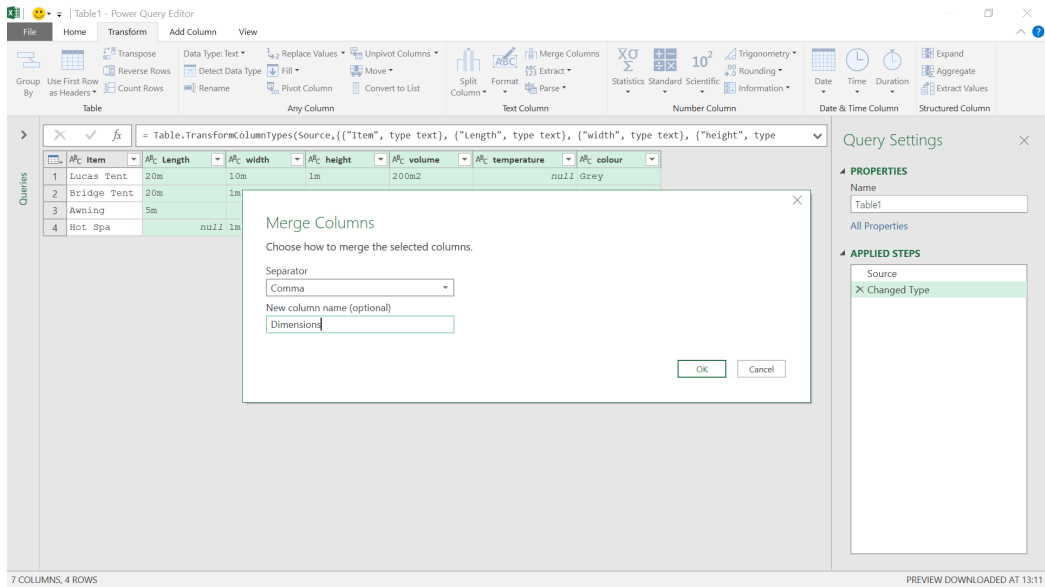 Table1 - Power Query Editor
File Home Transform Add Column View
Group By
Use First Row as Headers
Transpose
Reverse Rows
Count Rows
Table
Data Type: Text
Detect Data Type
Rename
Replace Values
Fill
Pivot Column
Unpivot Columns
Move
Convert to List
Any Column
Split Column
Format
Merge Columns
Extract
Parse
Text Column
Statistics
Standard
Scientific
Trigonometry
Rounding
Information
Number Column
Date
Time
Duration
Date & Time Column
Expand
Aggregate
Extract Values
Structured Column
fx = Table.TransformColumnTypes(Source,{{"Item", type text}, {"Length", type text}, {"width", type text}, {"height", type
Queries
Item Length width height volume temperature colour
1 Lucas Tent 20m 10m 1m 200m2 null Grey
2 Bridge Tent 20m 1m
3 Awning 5m
4 Hot Spa null 1m
Merge Columns
Choose how to merge the selected columns.
Separator
Comma
New column name (optional)
Dimensions
OK Cancel
Query Settings
PROPERTIES
Name
Table1
All Properties
APPLIED STEPS
Source
Changed Type
7 COLUMNS, 4 ROWS
PREVIEW DOWNLOADED AT 13:11